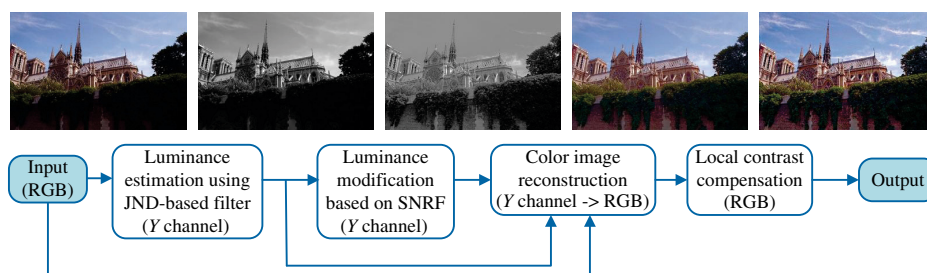 Input
(RGB)
Luminance
estimation using
JND-based filter
(Y channel)
Luminance
modification
based on SNRF
(Y channel)
Color image
reconstruction
(Y channel -> RGB)
Local contrast
compensation
(RGB)
Output